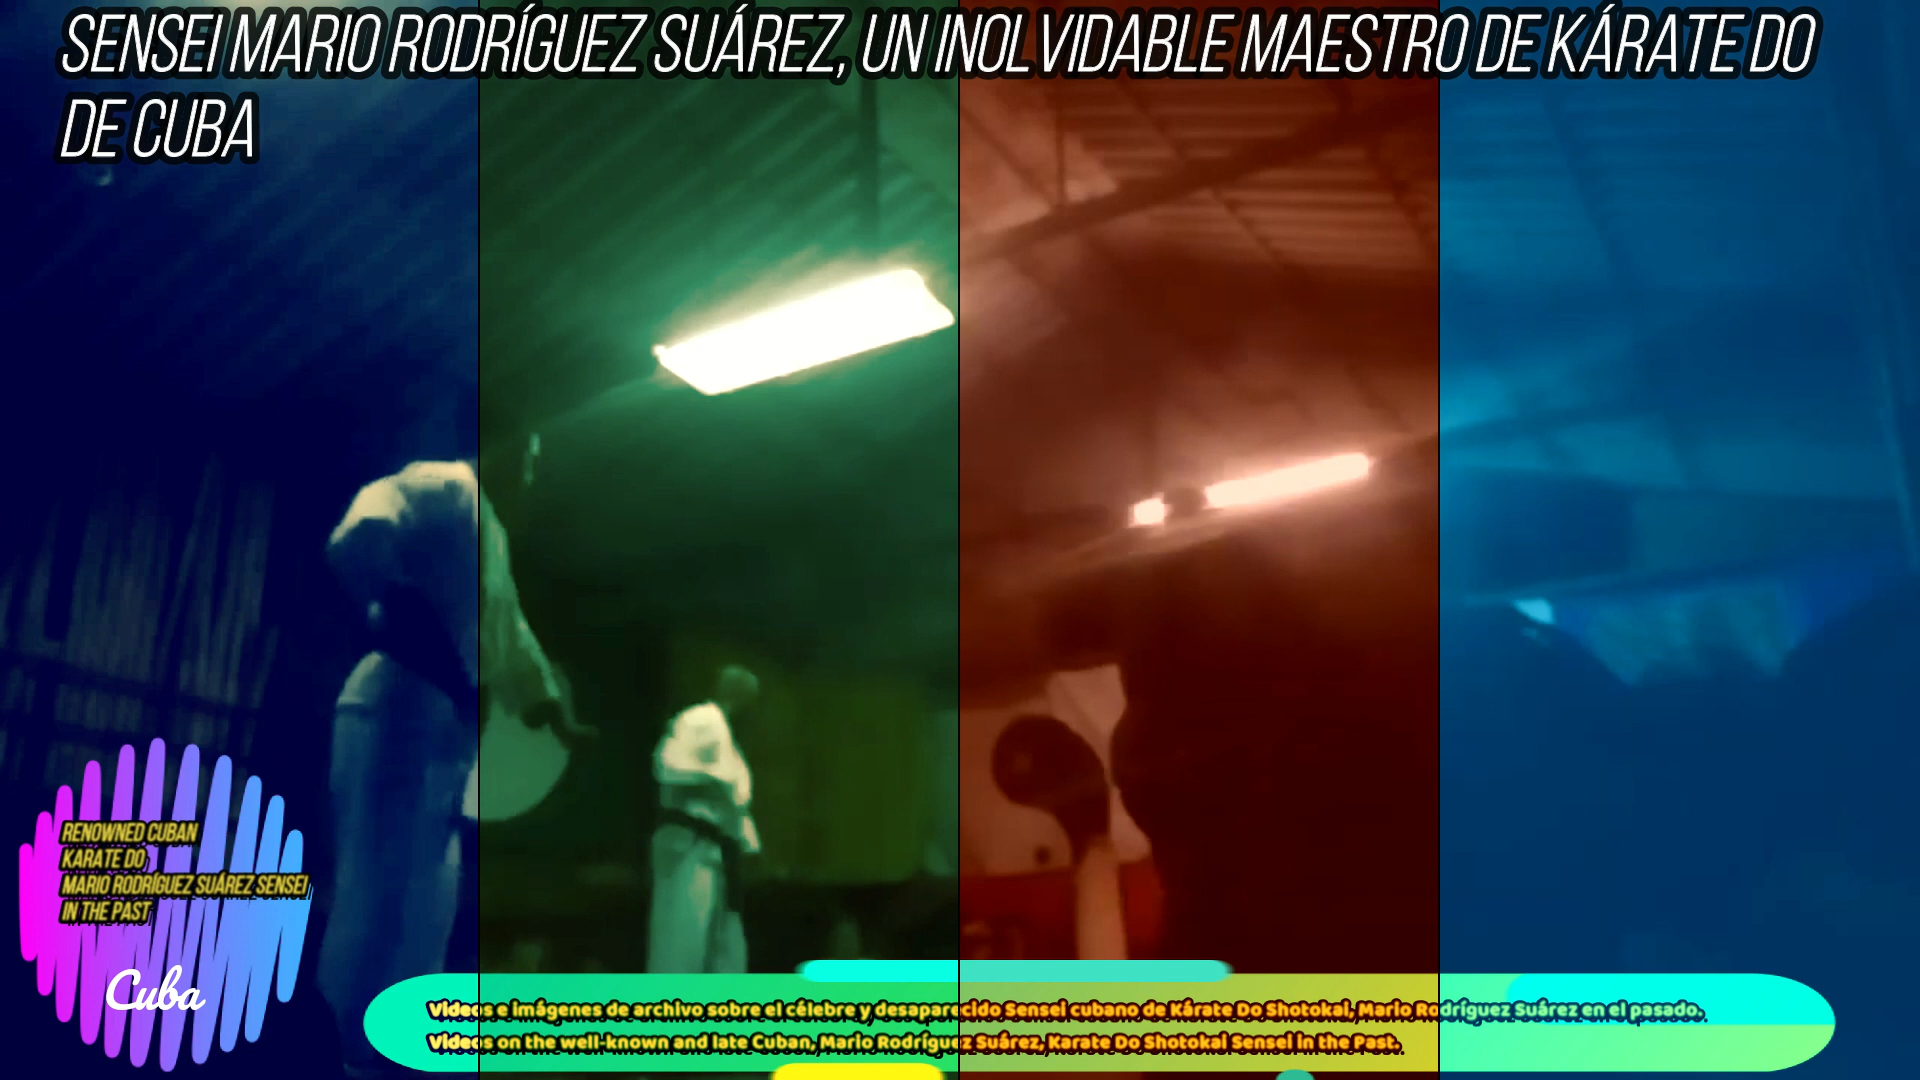 SENSEI MARIO RODRÍGUEZ SUÁREZ, UN INOLVIDABLE MAESTRO DE KÁRATE DO
DE CUBA
RENOWNED CUBAN
KARATE DO
MARIO RODRÍGUEZ SUÁREZ SENSEI
IN THE PAST
Cuba
Videos e imágenes de archivo sobre el célebre y desaparecido Sensei cubano de Kárate Do Shotokai, Mario Rodríguez Suárez en el pasado.
Videos on the well-known and late Cuban, Mario Rodríguez Suárez, Karate Do Shotokai Sensei in the Past.